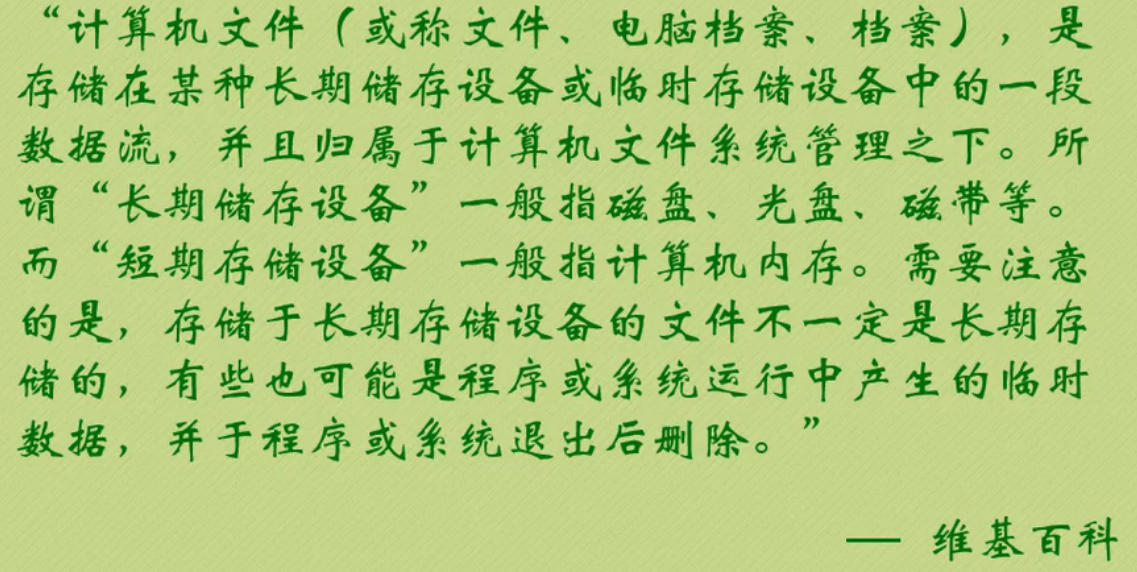 “计算机文件（或称文件、电脑档案、档案），是
存储在某种长期储存设备或临时存储设备中的一段
数据流，并且归属于计算机文件系统管理之下。所
谓“长期储存设备”一般指磁盘、光盘、磁带等。
而“短期存储设备”一般指计算机内存。需要注意
的是，存储于长期存储设备的文件不一定是长期存
储的，有些也可能是程序或系统运行中产生的临时
数据，并于程序或系统退出后删除。”
—— 维基百科